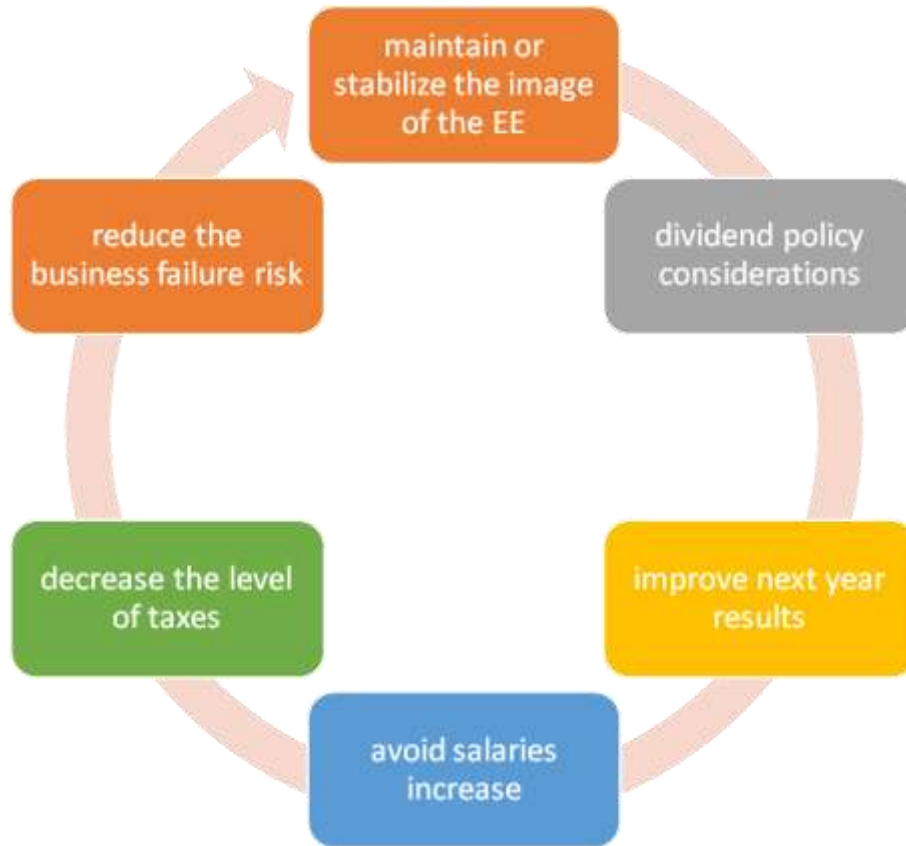 maintain or
stabilize the image
of the EE
dividend policy
considerations
improve next year
results
avoid salaries
increase
decrease the level
of taxes
reduce the
business failure risk